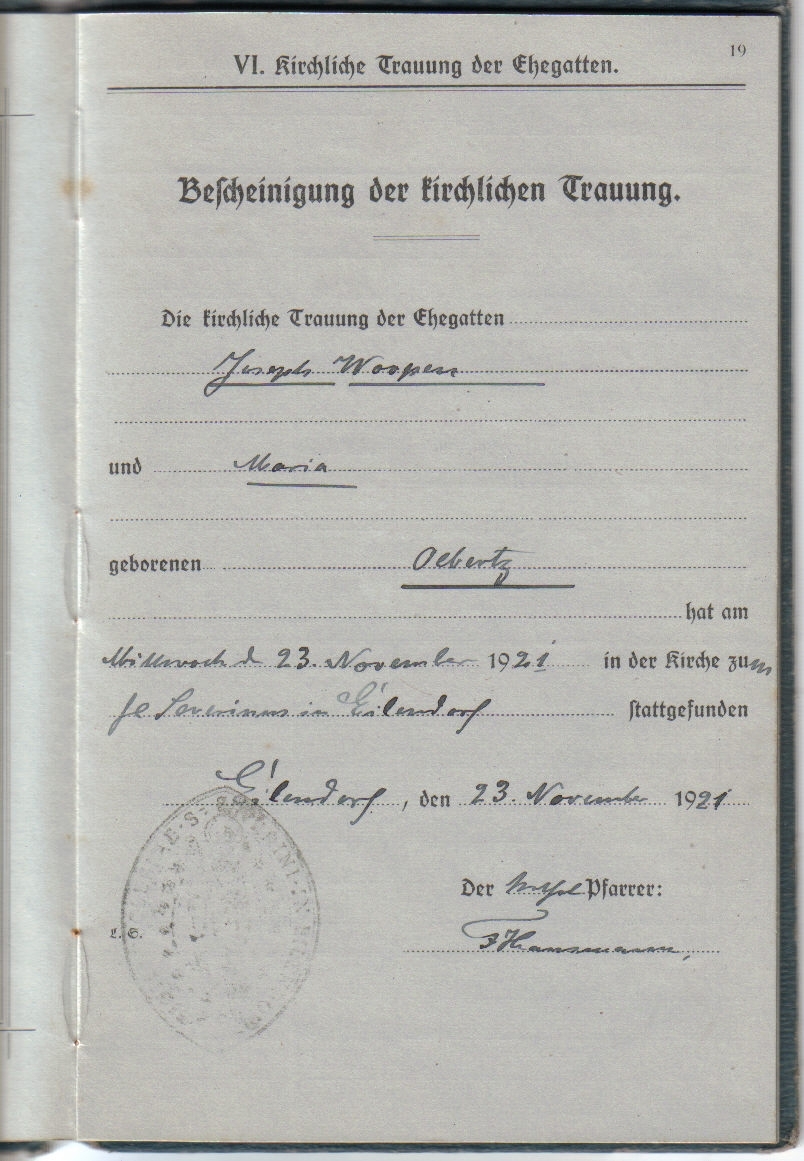 19
VI. Kirchliche Trauung der Ehegatten.
Bescheinigung der kirchlichen Trauung.
Die kirchliche Trauung der Ehegatten
Joseph Woopen
und Maria
geborenen Olbertz
hat am
Mittwoch d 23. November 1921 in der Kirche zum
hl Severinus in Eilendorf stattgefunden
Eilendorf, den 23. November 1921
Der Pfarrer:
L. S.
Hansmann